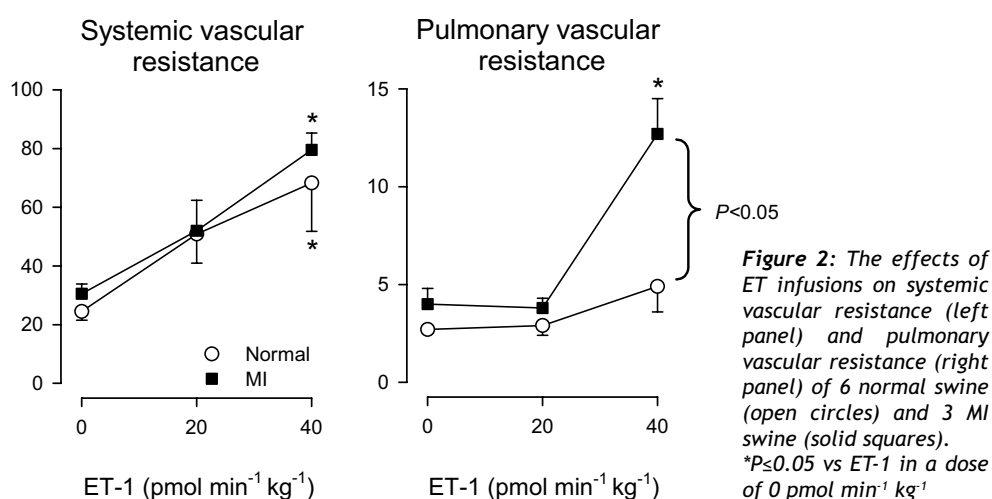 Systemic vascular
resistance
100
80
60
40
20
0
*
*
Normal
MI
0 20 40
ET-1 (pmol min⁻¹ kg⁻¹)
Pulmonary vascular
resistance
15
10
5
0
*
P<0.05
0 20 40
ET-1 (pmol min⁻¹ kg⁻¹)
Figure 2: The effects of
ET infusions on systemic
vascular resistance (left
panel) and pulmonary
vascular resistance (right
panel) of 6 normal swine
(open circles) and 3 MI
swine (solid squares).
*P≤0.05 vs ET-1 in a dose
of 0 pmol min⁻¹ kg⁻¹